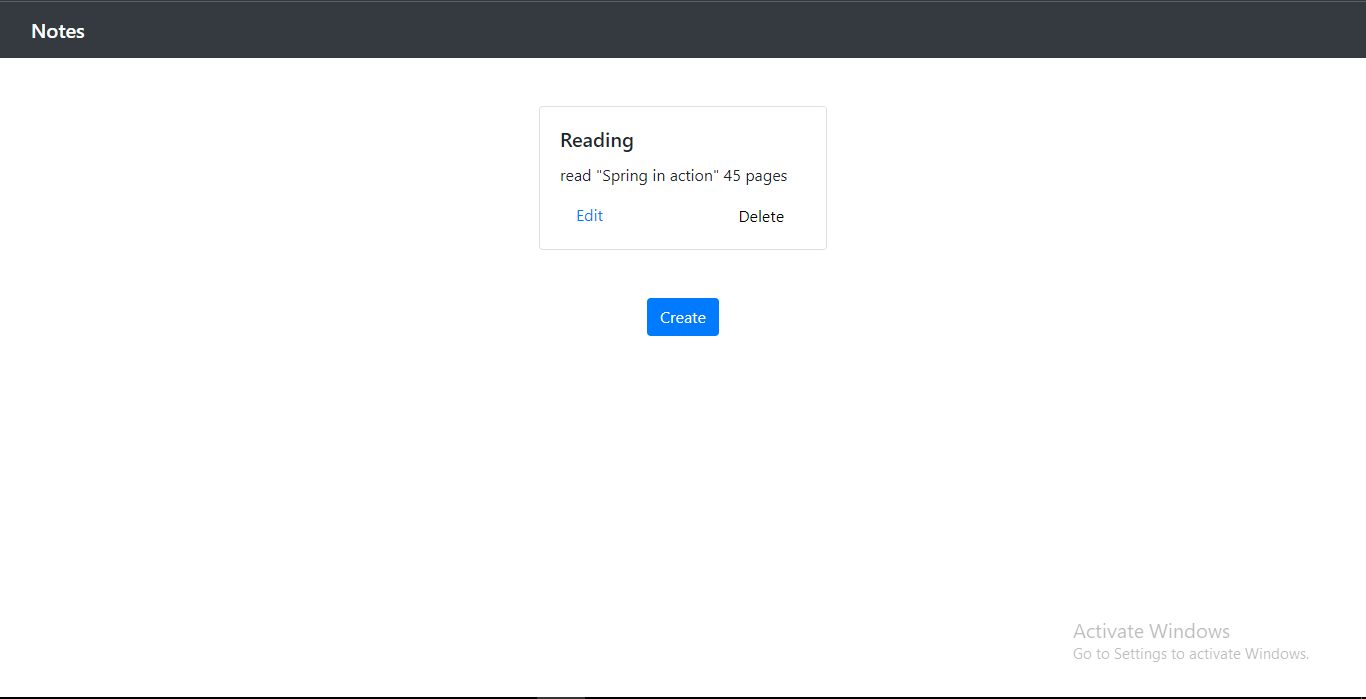 Notes
Reading
read "Spring in action" 45 pages
Edit Delete
Create
Activate Windows
Go to Settings to activate Windows.